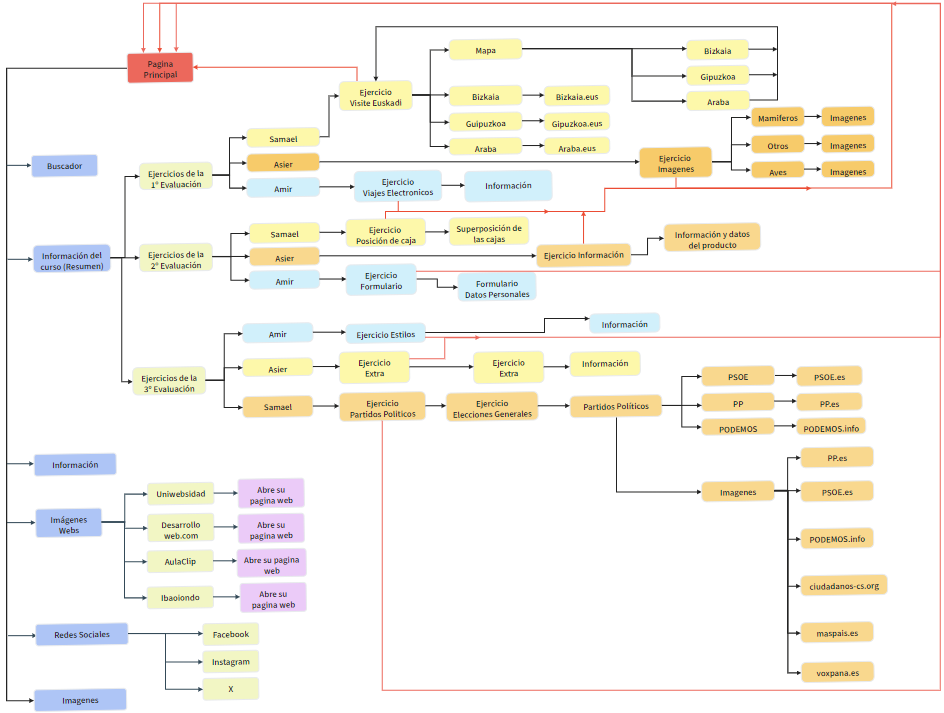 Pagina
Principal
Buscador
Información del
curso (Resumen)
Información
Imágenes
Webs
Redes Sociales
Imagenes
Ejercicios de la
1º Evaluación
Samael
Ejercicio
Visite Euskadi
Mapa
Bizkaia
Gipuzkoa
Araba
Bizkaia
Bizkaia.eus
Guipuzkoa
Gipuzkoa.eus
Araba
Araba.eus
Asier
Ejercicio
Imagenes
Mamiferos
Imagenes
Otros
Imagenes
Aves
Imagenes
Amir
Ejercicio
Viajes Electronicos
Información
Ejercicios de la
2º Evaluación
Samael
Ejercicio
Posición de caja
Superposición de
las cajas
Asier
Ejercicio Información
Información y datos
del producto
Amir
Ejercicio
Formulario
Formulario
Datos Personales
Ejercicios de la
3º Evaluación
Amir
Ejercicio Estilos
Información
Asier
Ejercicio
Extra
Ejercicio
Extra
Información
Samael
Ejercicio
Partidos Politicos
Ejercicio
Elecciones Generales
Partidos Políticos
PSOE
PSOE.es
PP
PP.es
PODEMOS
PODEMOS.info
Imagenes
PP.es
PSOE.es
PODEMOS.info
ciudadanos-cs.org
maspais.es
voxpana.es
Uniwebsidad
Abre su
pagina web
Desarrollo
web.com
Abre su
pagina web
AulaClip
Abre su pagina
web
Ibaoiondo
Abre su
pagina web
Facebook
Instagram
X